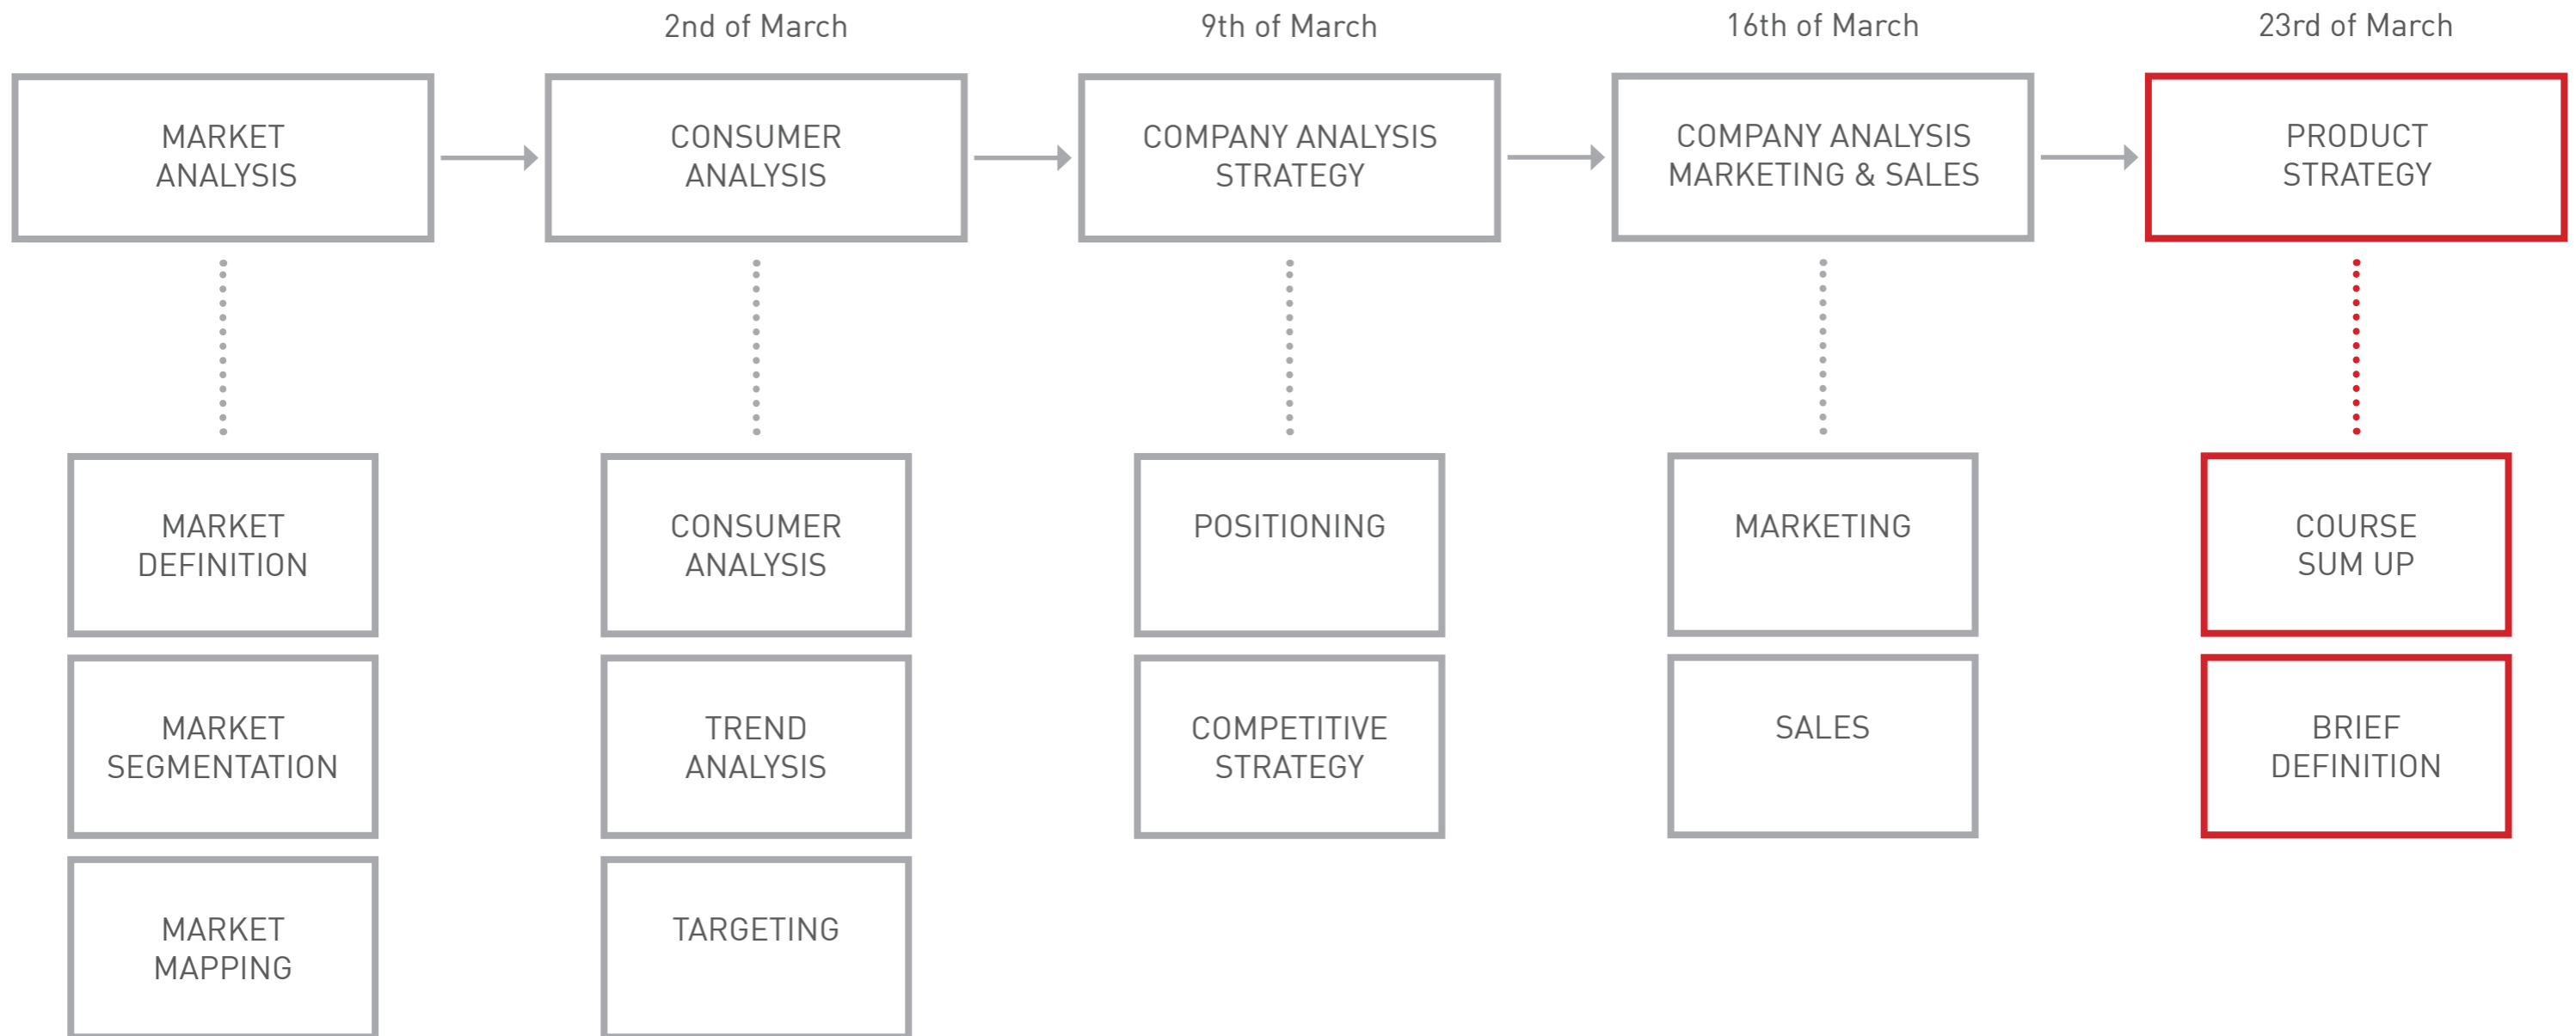 2nd of March
9th of March
16th of March
23rd of March
MARKET
ANALYSIS
CONSUMER
ANALYSIS
COMPANY ANALYSIS
STRATEGY
COMPANY ANALYSIS
MARKETING & SALES
PRODUCT
STRATEGY
MARKET
DEFINITION
CONSUMER
ANALYSIS
POSITIONING
MARKETING
COURSE
SUM UP
MARKET
SEGMENTATION
TREND
ANALYSIS
COMPETITIVE
STRATEGY
SALES
BRIEF
DEFINITION
MARKET
MAPPING
TARGETING